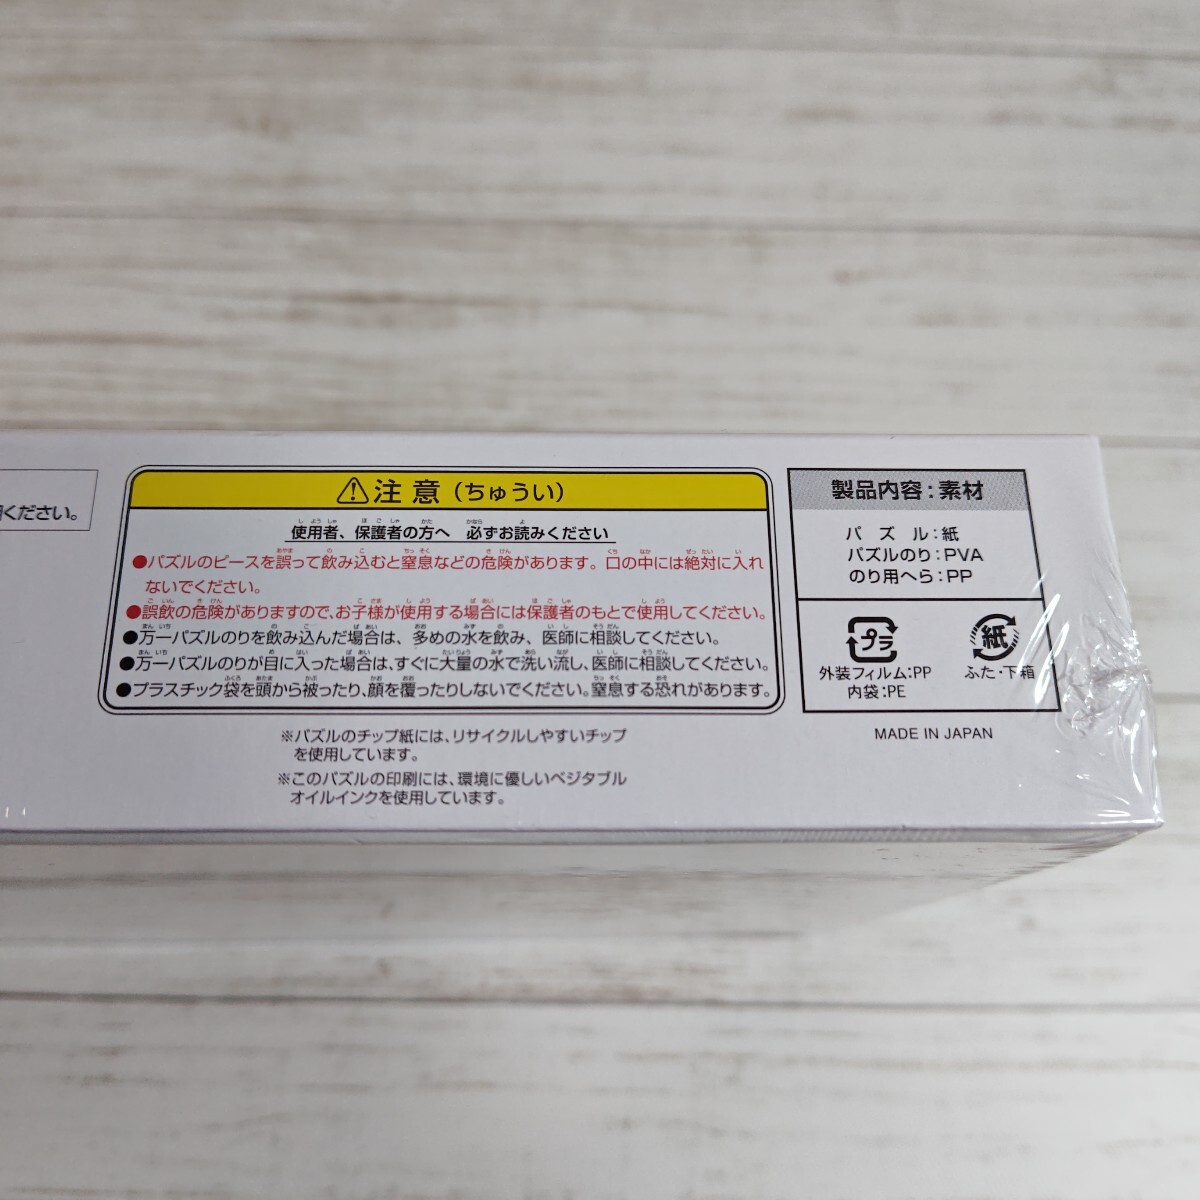 ください。
⚠注意（ちゅうい）
使用者、保護者の方へ 必ずお読みください
●パズルのピースを誤って飲み込むと窒息などの危険があります。口の中には絶対に入れ
ないでください。
●誤飲の危険がありますので、お子様が使用する場合には保護者のもとで使用してください。
●万一パズルのりを飲み込んだ場合は、多めの水を飲み、医師に相談してください。
●万一パズルのりが目に入った場合は、すぐに大量の水で洗い流し、医師に相談してください。
●プラスチック袋を頭から被ったり、顔を覆ったりしないでください。窒息する恐れがあります。
※パズルのチップ紙には、リサイクルしやすいチップ
を使用しています。
※このパズルの印刷には、環境に優しいベジタブル
オイルインクを使用しています。
製品内容：素材
パズル：紙
パズルのり：PVA
のり用へら：PP
プラ
外装フィルム：PP
内袋：PE
紙
ふた・下箱
MADE IN JAPAN